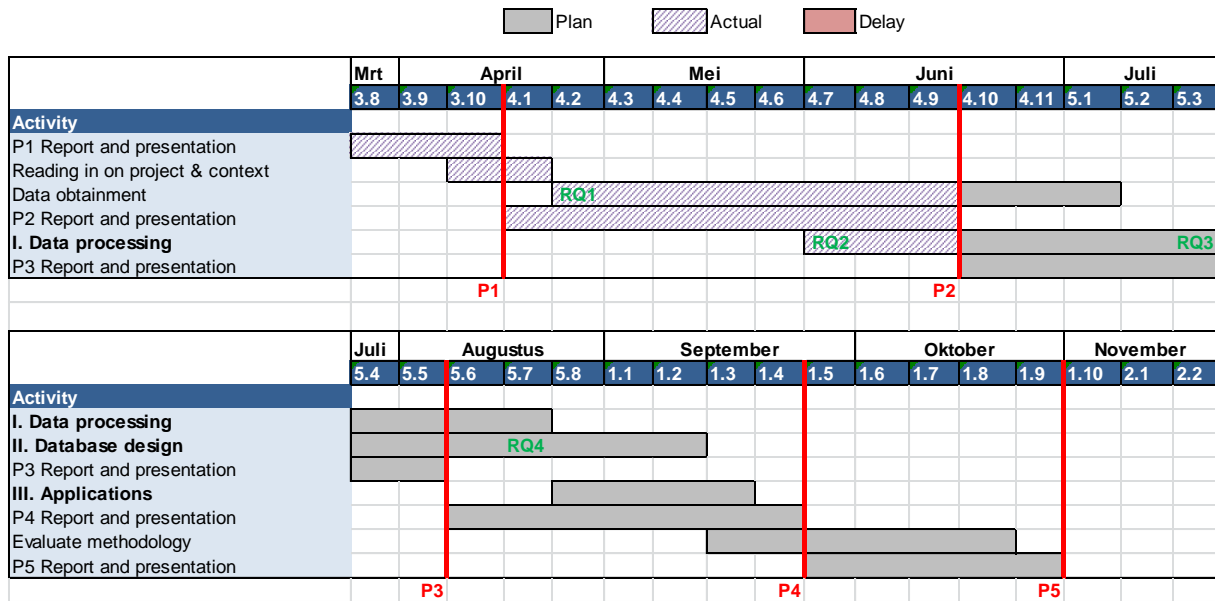 Plan Actual Delay
Mrt April Mei Juni Juli
3.8 3.9 3.10 4.1 4.2 4.3 4.4 4.5 4.6 4.7 4.8 4.9 4.10 4.11 5.1 5.2 5.3
Activity
P1 Report and presentation
Reading in on project & context
Data obtainment RQ1
P2 Report and presentation
I. Data processing RQ2 RQ3
P3 Report and presentation
P1 P2
Juli Augustus September Oktober November
5.4 5.5 5.6 5.7 5.8 1.1 1.2 1.3 1.4 1.5 1.6 1.7 1.8 1.9 1.10 2.1 2.2
Activity
I. Data processing
II. Database design RQ4
P3 Report and presentation
III. Applications
P4 Report and presentation
Evaluate methodology
P5 Report and presentation
P3 P4 P5